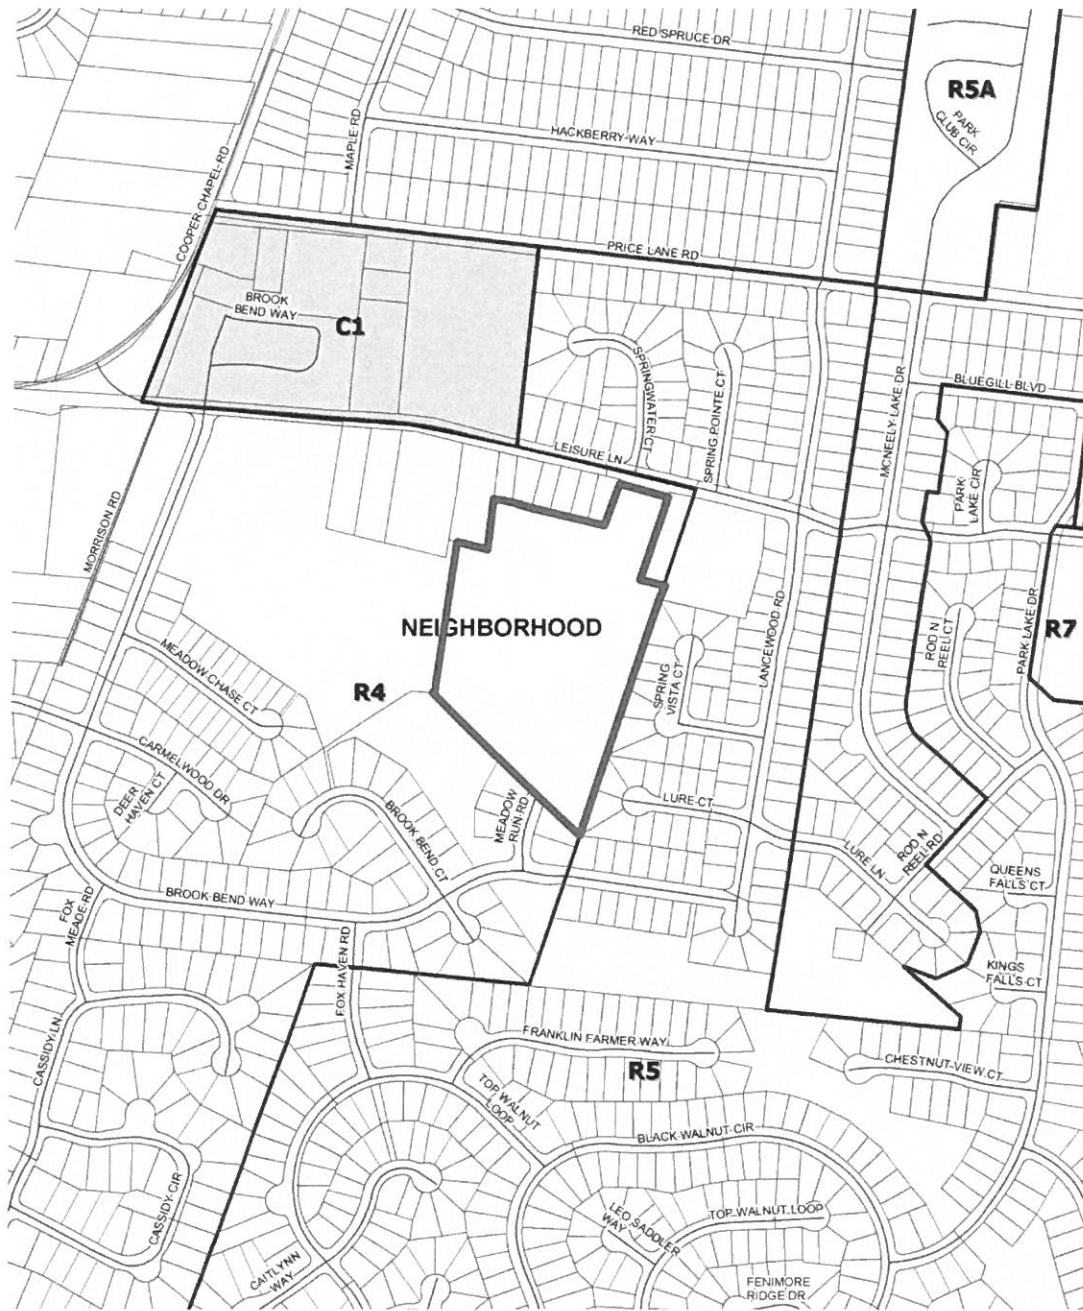 RED SPRUCE DR
R5A
PARK
CLUB CIR
HACKBERRY WAY
MAPLE RD
COOPER CHAPEL RD
PRICE LANE RD
BROOK
BEND WAY
C1
SPRINGWATER CT
SPRING POINTE CT
MCNEELY LAKE DR
BLUEGILL BLVD
LEISURE LN
PARK
LAKE CIR
MORRISON RD
NEIGHBORHOOD
LANCEWOOD RD
ROD N
REEL CT
PARK LAKE DR
R7
MEADOW CHASE CT
R4
SPRING
VISTA CT
CARMELWOOD DR
DEER
HAVEN CT
BROOK BEND CT
MEADOW
RUN RD
LURE CT
LURE LN
ROD N
REEL RD
QUEENS
FALLS CT
FOX
MEADE RD
BROOK BEND WAY
FOX HAVEN RD
KINGS
FALLS CT
CASSIDY LN
FRANKLIN FARMER WAY
R5
CHESTNUT VIEW CT
TOP WALNUT
LOOP
BLACK WALNUT CIR
CASSIDY CIR
LEO SADDLER
WAY
TOP WALNUT LOOP
CAITLYNN
WAY
FENIMORE
RIDGE DR